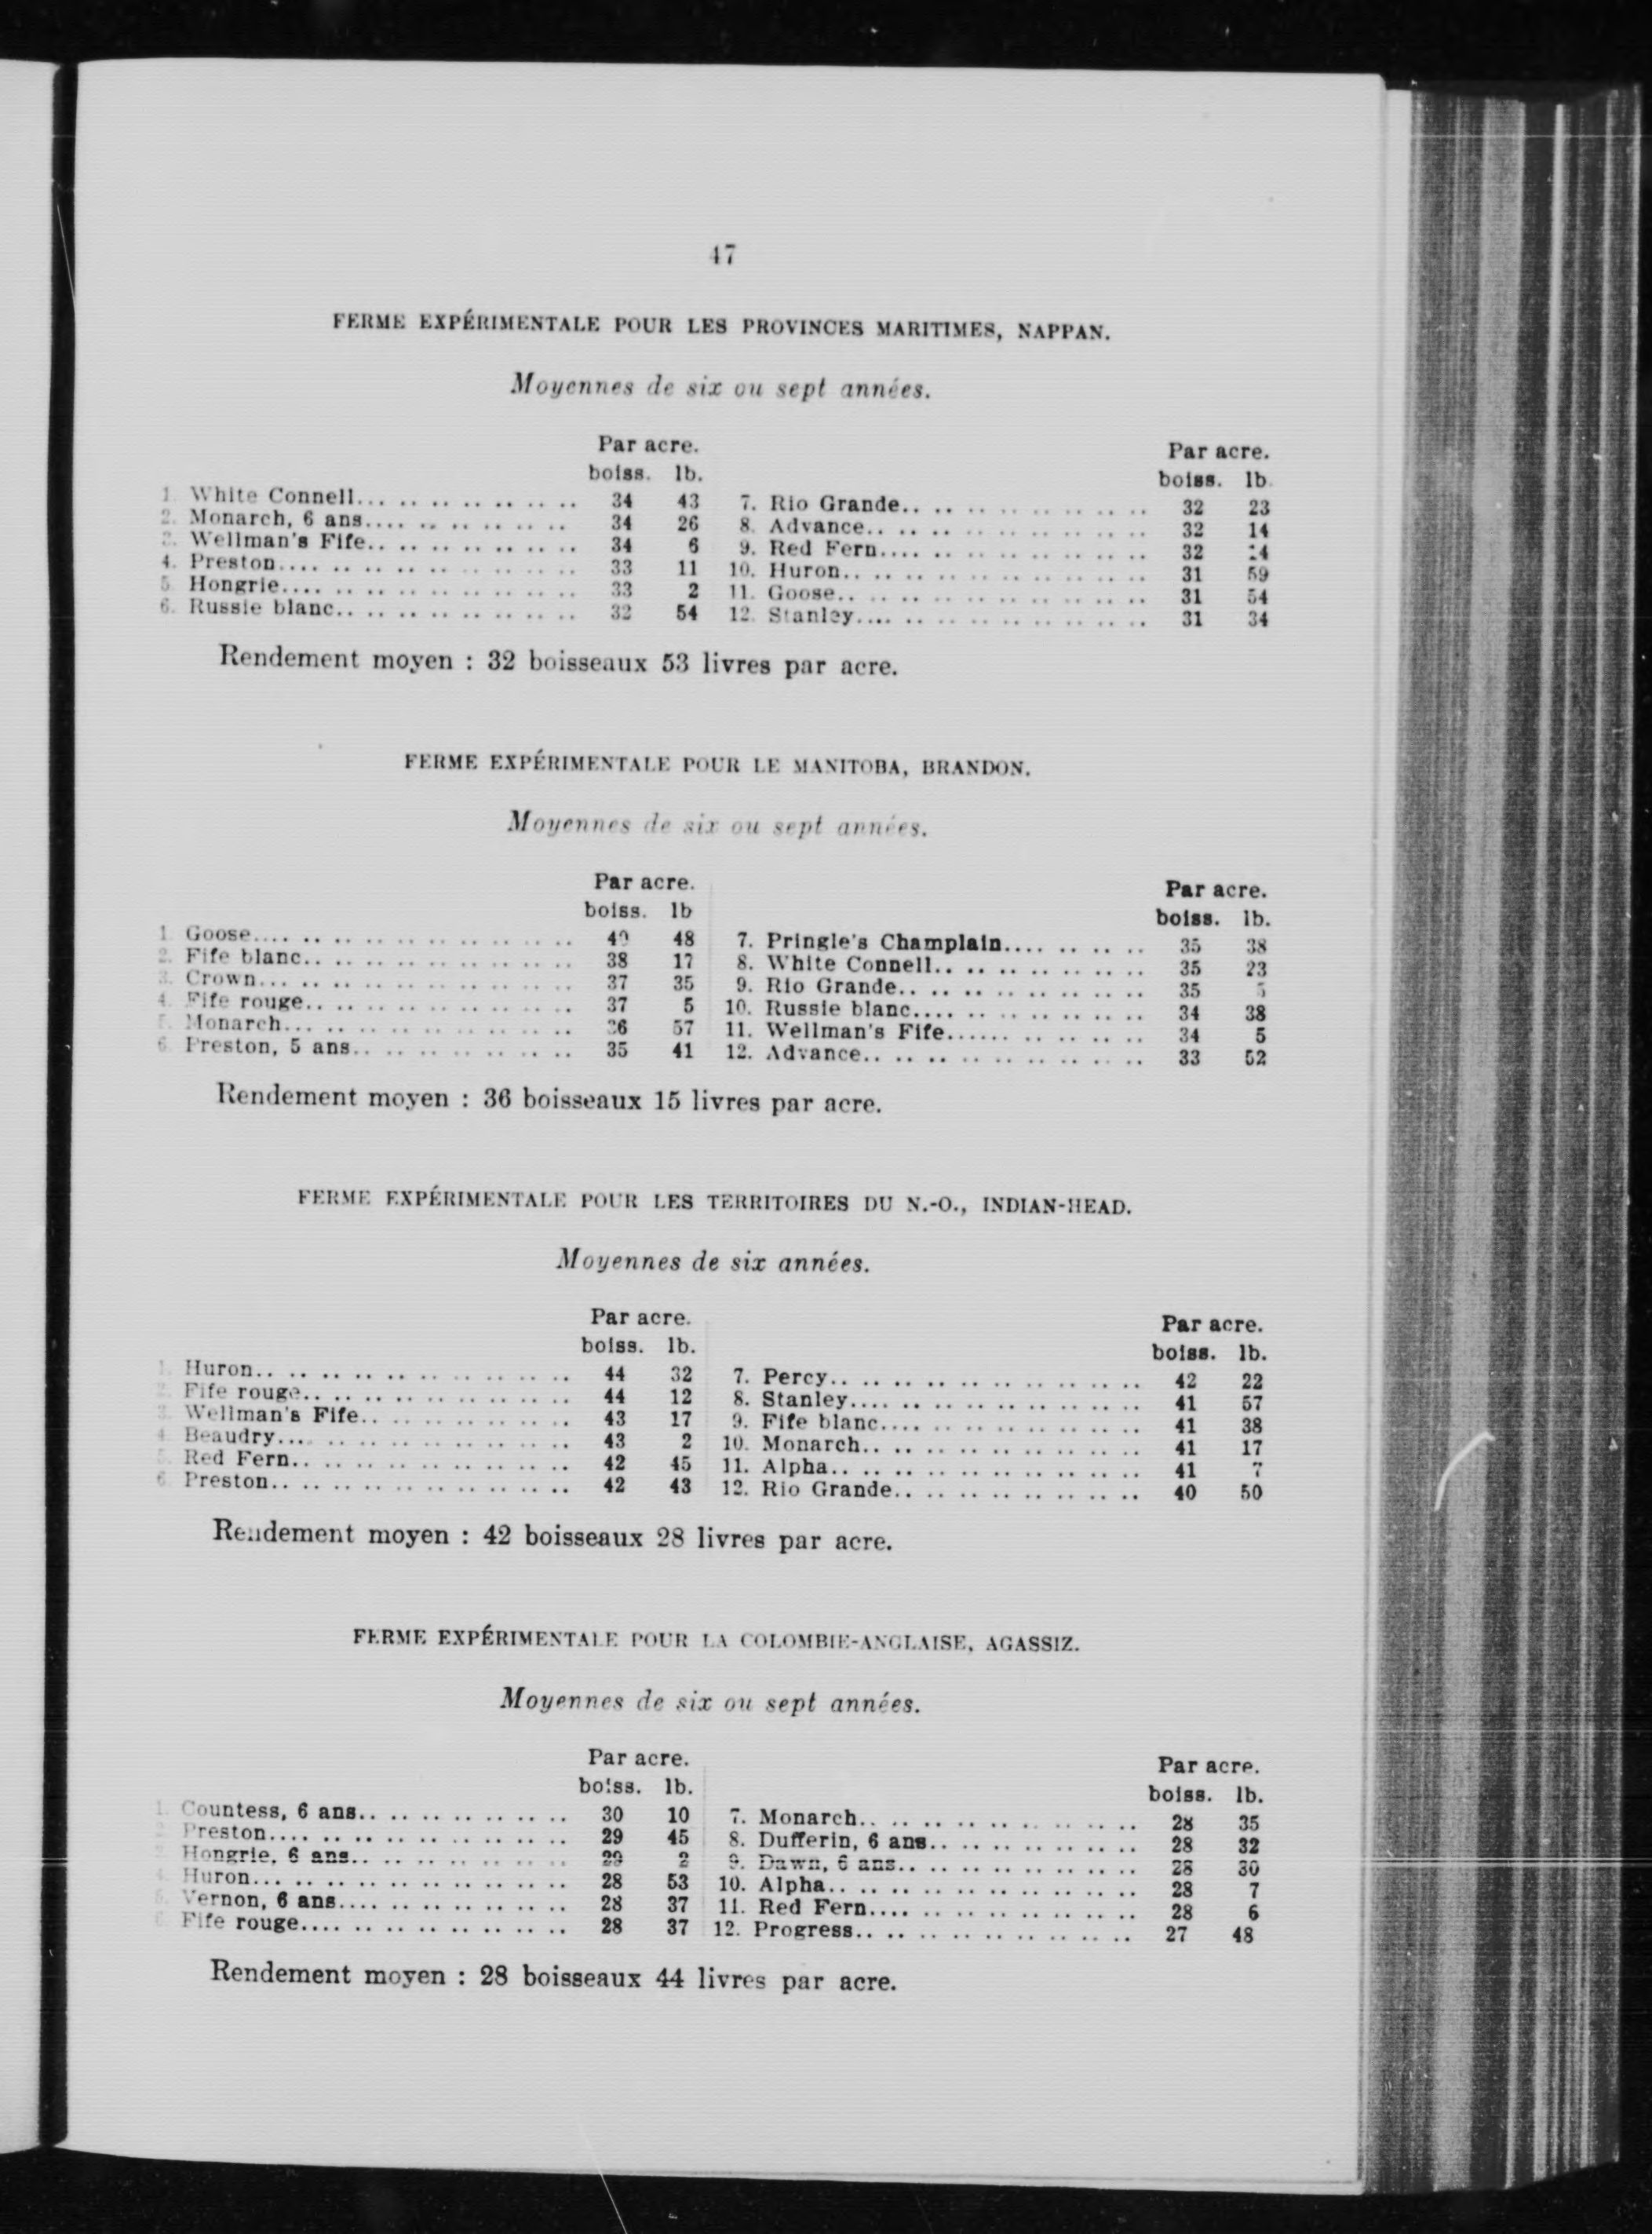 47
FERME EXPÉRIMENTALE POUR LES PROVINCES MARITIMES, NAPPAN.
Moyennes de six ou sept années.
Par acre.
boiss. lb.
1. White Connell.. .. .. .. .. .. .. .. 34 43
2. Monarch, 6 ans.. .. .. .. .. .. .. 34 26
3. Wellman's Fife.. .. .. .. .. .. .. 34 6
4. Preston.. .. .. .. .. .. .. .. .. .. 33 11
5. Hongrie.. .. .. .. .. .. .. .. .. .. 33 2
6. Russie blanc.. .. .. .. .. .. .. .. 32 54
Par acre.
boiss. lb.
7. Rio Grande.. .. .. .. .. .. .. .. 32 23
8. Advance.. .. .. .. .. .. .. .. .. 32 14
9. Red Fern.. .. .. .. .. .. .. .. .. 32 14
10. Huron.. .. .. .. .. .. .. .. .. .. 31 59
11. Goose.. .. .. .. .. .. .. .. .. .. 31 54
12. Stanley.. .. .. .. .. .. .. .. .. .. 31 34
Rendement moyen : 32 boisseaux 53 livres par acre.
FERME EXPÉRIMENTALE POUR LE MANITOBA, BRANDON.
Moyennes de six ou sept années.
Par acre.
boiss. lb
1. Goose.. .. .. .. .. .. .. .. .. .. .. 40 48
2. Fife blanc.. .. .. .. .. .. .. .. .. 38 17
3. Crown.. .. .. .. .. .. .. .. .. .. .. 37 35
4. Fife rouge.. .. .. .. .. .. .. .. .. 37 5
5. Monarch.. .. .. .. .. .. .. .. .. .. 36 57
6. Preston, 5 ans.. .. .. .. .. .. .. .. 35 41
Par acre.
boiss. lb.
7. Pringle's Champlain.. .. .. .. .. 35 38
8. White Connell.. .. .. .. .. .. .. 35 23
9. Rio Grande.. .. .. .. .. .. .. .. 35 5
10. Russie blanc.. .. .. .. .. .. .. .. 34 38
11. Wellman's Fife.. .. .. .. .. .. .. 34 5
12. Advance.. .. .. .. .. .. .. .. .. 33 52
Rendement moyen : 36 boisseaux 15 livres par acre.
FERME EXPÉRIMENTALE POUR LES TERRITOIRES DU N.-O., INDIAN-HEAD.
Moyennes de six années.
Par acre.
boiss. lb.
1. Huron.. .. .. .. .. .. .. .. .. .. .. 44 32
2. Fife rouge.. .. .. .. .. .. .. .. .. 44 12
3. Wellman's Fife.. .. .. .. .. .. .. 43 17
4. Beaudry.. .. .. .. .. .. .. .. .. .. 43 2
5. Red Fern.. .. .. .. .. .. .. .. .. 42 45
6. Preston.. .. .. .. .. .. .. .. .. .. 42 43
Par acre.
boiss. lb.
7. Percy.. .. .. .. .. .. .. .. .. .. 42 22
8. Stanley.. .. .. .. .. .. .. .. .. .. 41 57
9. Fife blanc.. .. .. .. .. .. .. .. .. 41 38
10. Monarch.. .. .. .. .. .. .. .. .. 41 17
11. Alpha.. .. .. .. .. .. .. .. .. .. 41 7
12. Rio Grande.. .. .. .. .. .. .. .. 40 50
Rendement moyen : 42 boisseaux 28 livres par acre.
FERME EXPÉRIMENTALE POUR LA COLOMBIE-ANGLAISE, AGASSIZ.
Moyennes de six ou sept années.
Par acre.
boiss. lb.
1. Countess, 6 ans.. .. .. .. .. .. .. 30 10
2. Preston.. .. .. .. .. .. .. .. .. .. 29 45
3. Hongrie, 6 ans.. .. .. .. .. .. .. 29 2
4. Huron.. .. .. .. .. .. .. .. .. .. .. 28 53
5. Vernon, 6 ans.. .. .. .. .. .. .. .. 28 37
6. Fife rouge.. .. .. .. .. .. .. .. .. 28 37
Par acre.
boiss. lb.
7. Monarch.. .. .. .. .. .. .. .. .. 28 35
8. Dufferin, 6 ans.. .. .. .. .. .. .. 28 32
9. Dawn, 6 ans.. .. .. .. .. .. .. .. 28 30
10. Alpha.. .. .. .. .. .. .. .. .. .. 28 7
11. Red Fern.. .. .. .. .. .. .. .. .. 28 6
12. Progress.. .. .. .. .. .. .. .. .. 27 48
Rendement moyen : 28 boisseaux 44 livres par acre.